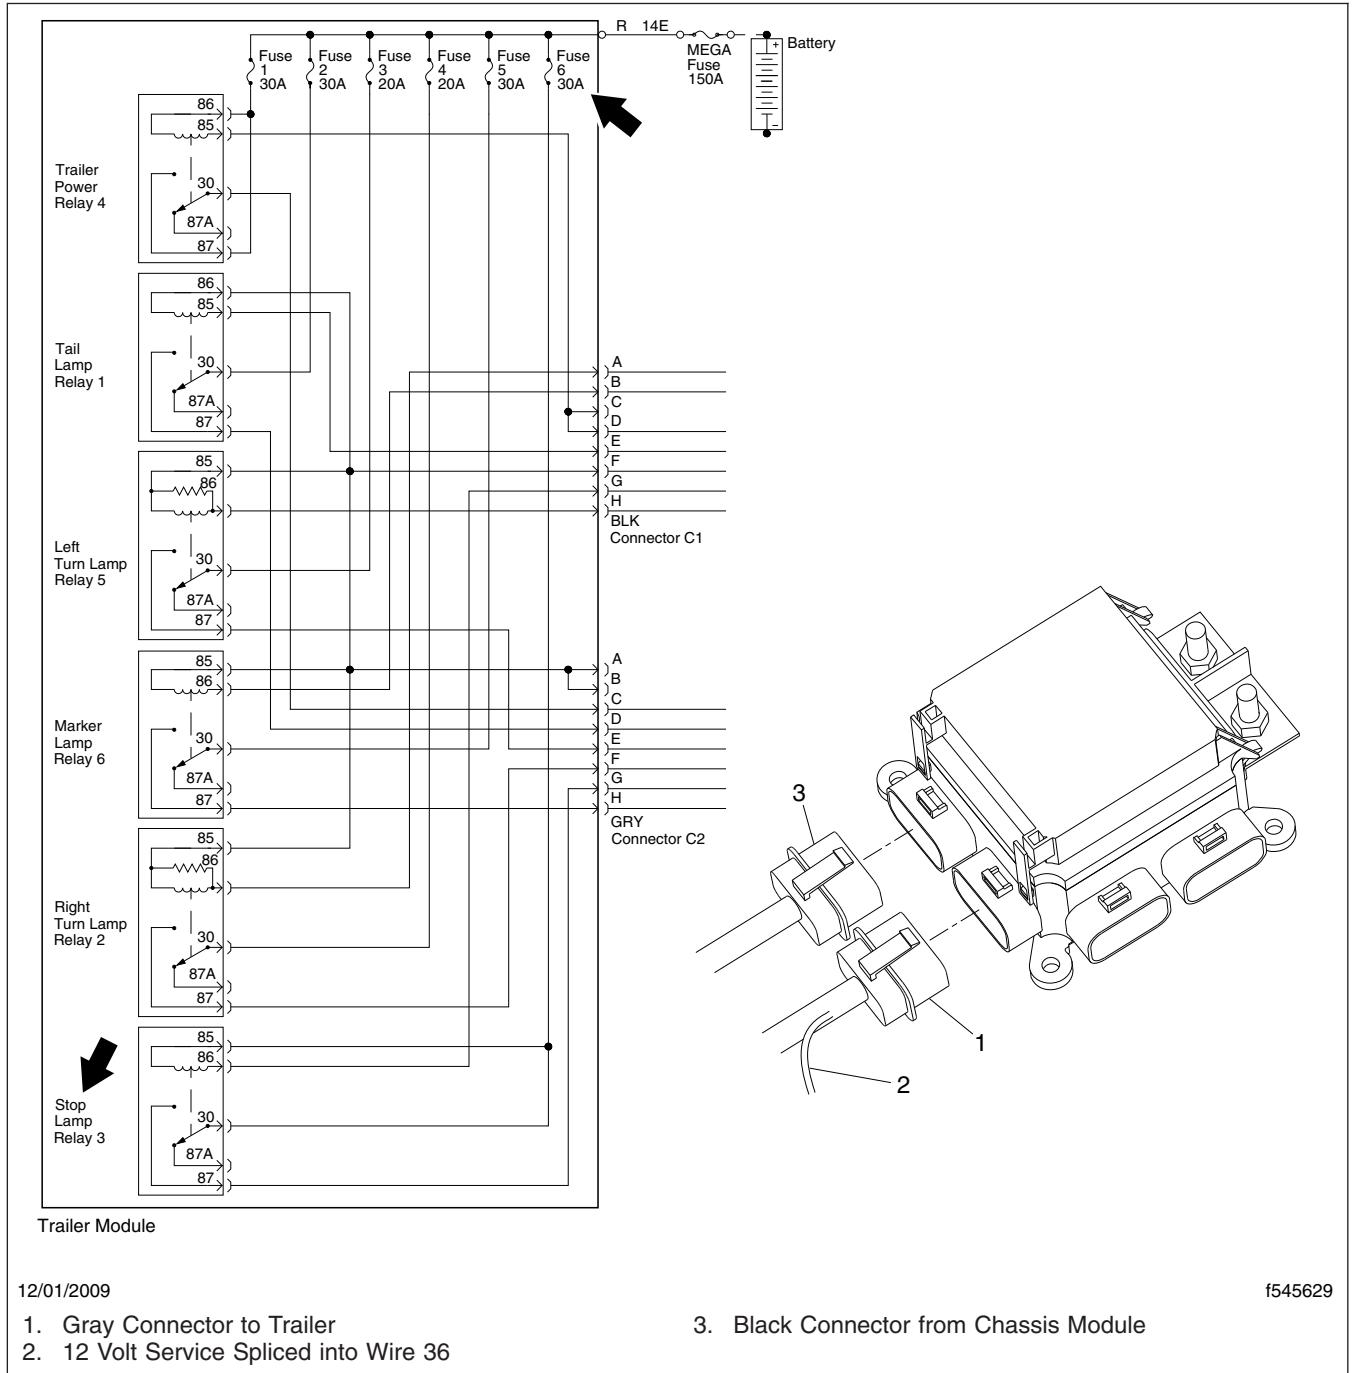 R 14E
MEGA
Fuse
150A
+
Battery
-
Fuse
1
30A
Fuse
2
30A
Fuse
3
20A
Fuse
4
20A
Fuse
5
30A
Fuse
6
30A
Trailer
Power
Relay 4
86
85
30
87A
87
Tail
Lamp
Relay 1
86
85
30
87A
87
Left
Turn Lamp
Relay 5
85
86
30
87A
87
Marker
Lamp
Relay 6
85
86
30
87A
87
Right
Turn Lamp
Relay 2
85
86
30
87A
87
Stop
Lamp
Relay 3
85
86
30
87A
87
A
B
C
D
E
F
G
H
BLK
Connector C1
A
B
C
D
E
F
G
H
GRY
Connector C2
3
1
2
Trailer Module
12/01/2009
f545629
1. Gray Connector to Trailer
2. 12 Volt Service Spliced into Wire 36
3. Black Connector from Chassis Module